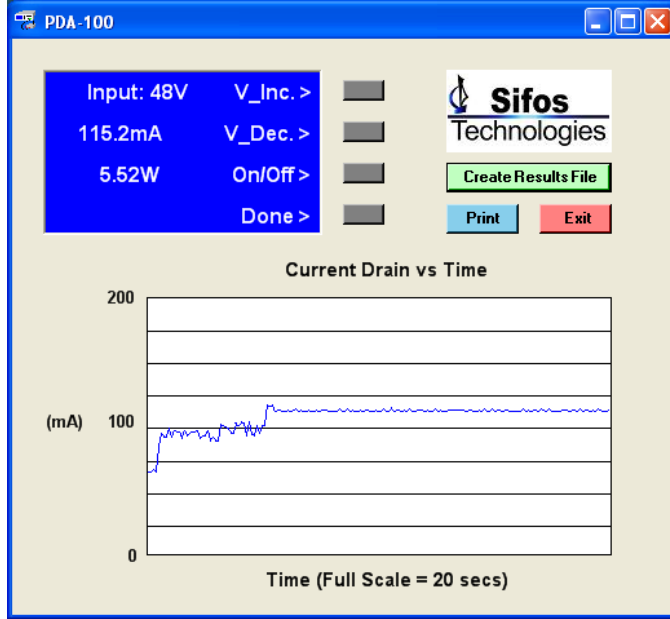 PDA-100
Input: 48V V_Inc. >
115.2mA V_Dec. >
5.52W On/Off >
Done >
Sifos
Technologies
Create Results File
Print Exit
Current Drain vs Time
200
(mA) 100
0
Time (Full Scale = 20 secs)